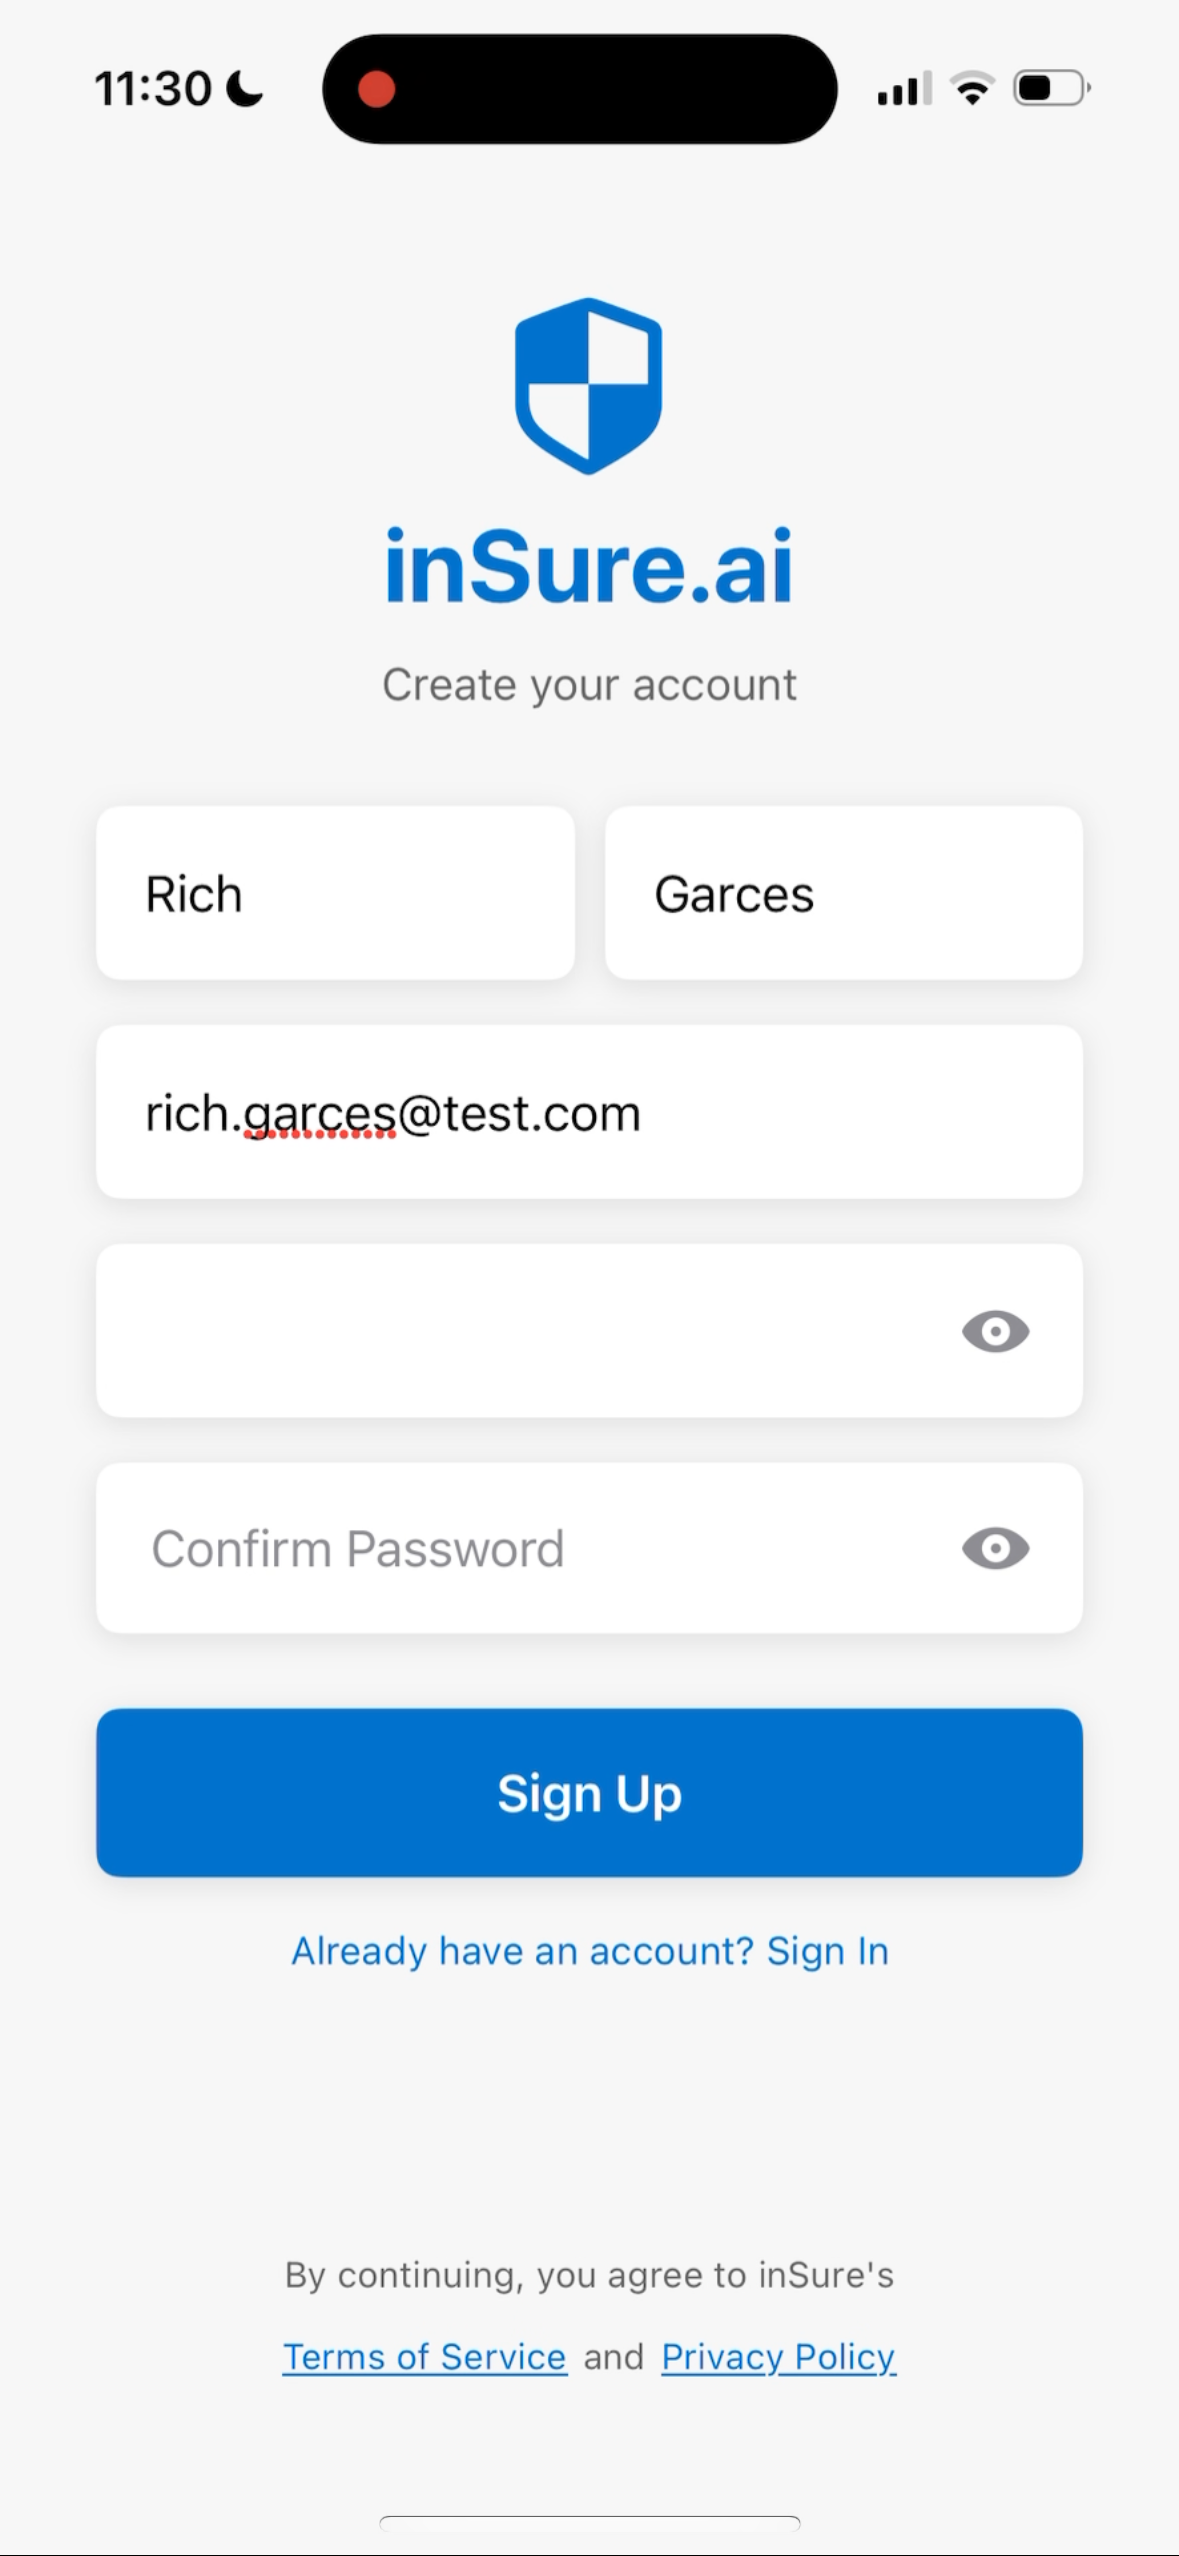 11:30
inSure.ai
Create your account
Rich
Garces
rich.garces@test.com
Confirm Password
Sign Up
Already have an account? Sign In
By continuing, you agree to inSure's
Terms of Service and Privacy Policy